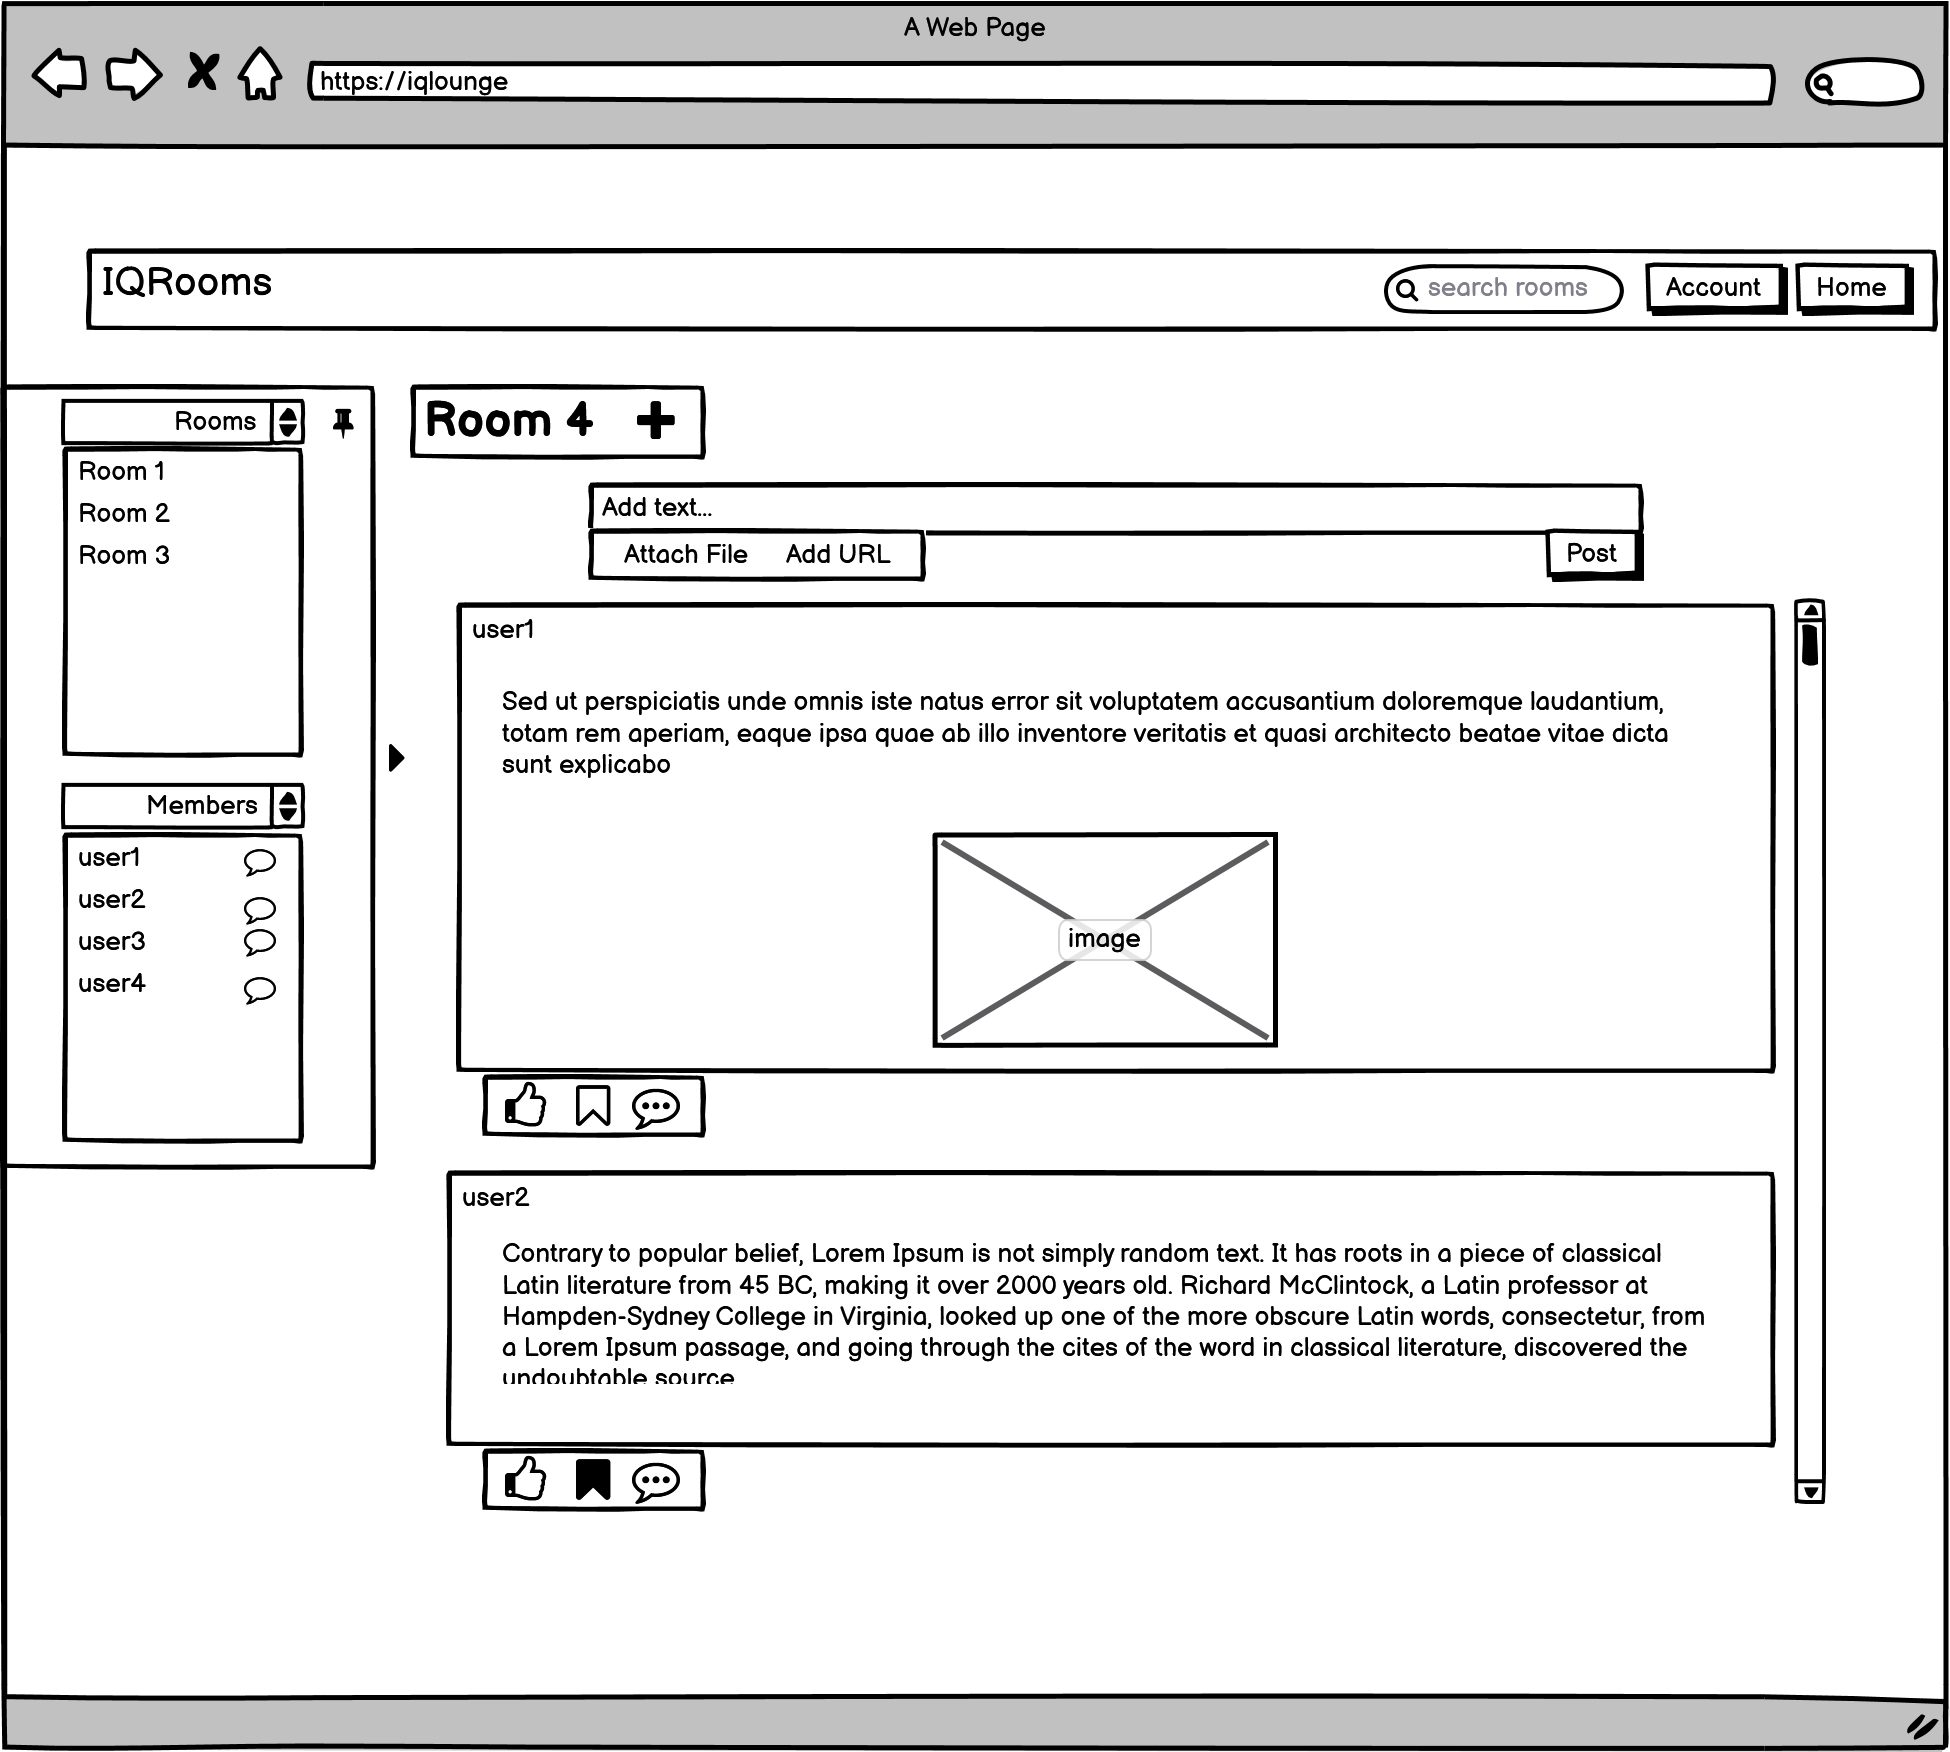 A Web Page
https://iqlounge
IQRooms
search rooms
Account
Home
Rooms
Room 1
Room 2
Room 3
Members
user1
user2
user3
user4
Room 4
Add text...
Attach File
Add URL
Post
user1
Sed ut perspiciatis unde omnis iste natus error sit voluptatem accusantium doloremque laudantium,
totam rem aperiam, eaque ipsa quae ab illo inventore veritatis et quasi architecto beatae vitae dicta
sunt explicabo
image
user2
Contrary to popular belief, Lorem Ipsum is not simply random text. It has roots in a piece of classical
Latin literature from 45 BC, making it over 2000 years old. Richard McClintock, a Latin professor at
Hampden-Sydney College in Virginia, looked up one of the more obscure Latin words, consectetur, from
a Lorem Ipsum passage, and going through the cites of the word in classical literature, discovered the
undoubtable source